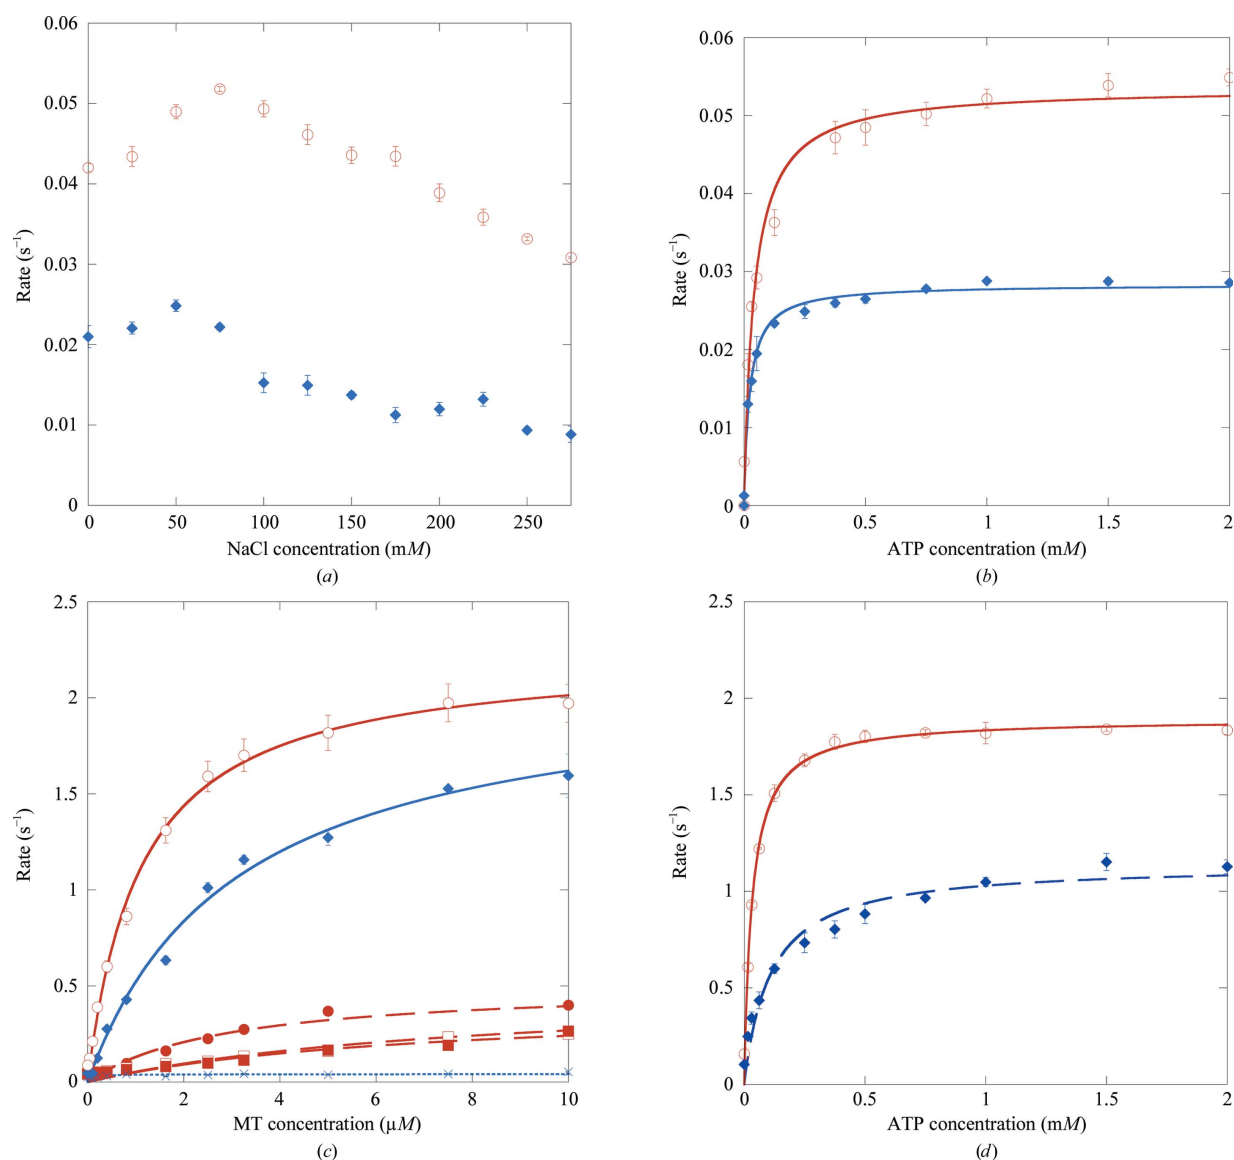 0.06
0.05
0.04
0.03
0.02
0.01
0
Rate (s⁻¹)
0 50 100 150 200 250
NaCl concentration (mM)
(a)
0.06
0.05
0.04
0.03
0.02
0.01
0
Rate (s⁻¹)
0 0.5 1 1.5 2
ATP concentration (mM)
(b)
2.5
2
1.5
1
0.5
0
Rate (s⁻¹)
0 2 4 6 8 10
MT concentration (µM)
(c)
2.5
2
1.5
1
0.5
0
Rate (s⁻¹)
0 0.5 1 1.5 2
ATP concentration (mM)
(d)